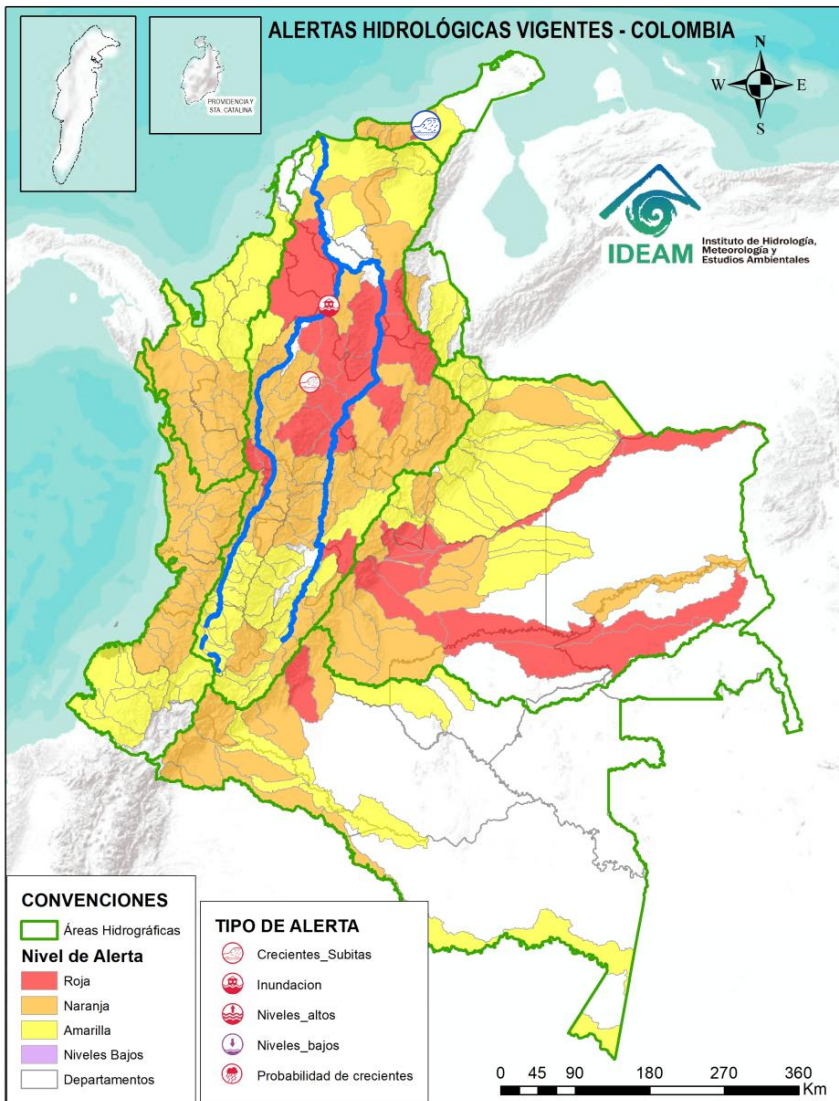 ALERTAS HIDROLÓGICAS VIGENTES - COLOMBIA
PROVIDENCIA Y
STA. CATALINA
N
W
E
S
IDEAM
Instituto de Hidrología,
Meteorología y
Estudios Ambientales
CONVENCIONES
Áreas Hidrográficas
Nivel de Alerta
Roja
Naranja
Amarilla
Niveles Bajos
Departamentos
TIPO DE ALERTA
Crecientes_Subitas
Inundacion
Niveles_altos
Niveles_bajos
Probabilidad de crecientes
0 45 90 180 270 360
Km